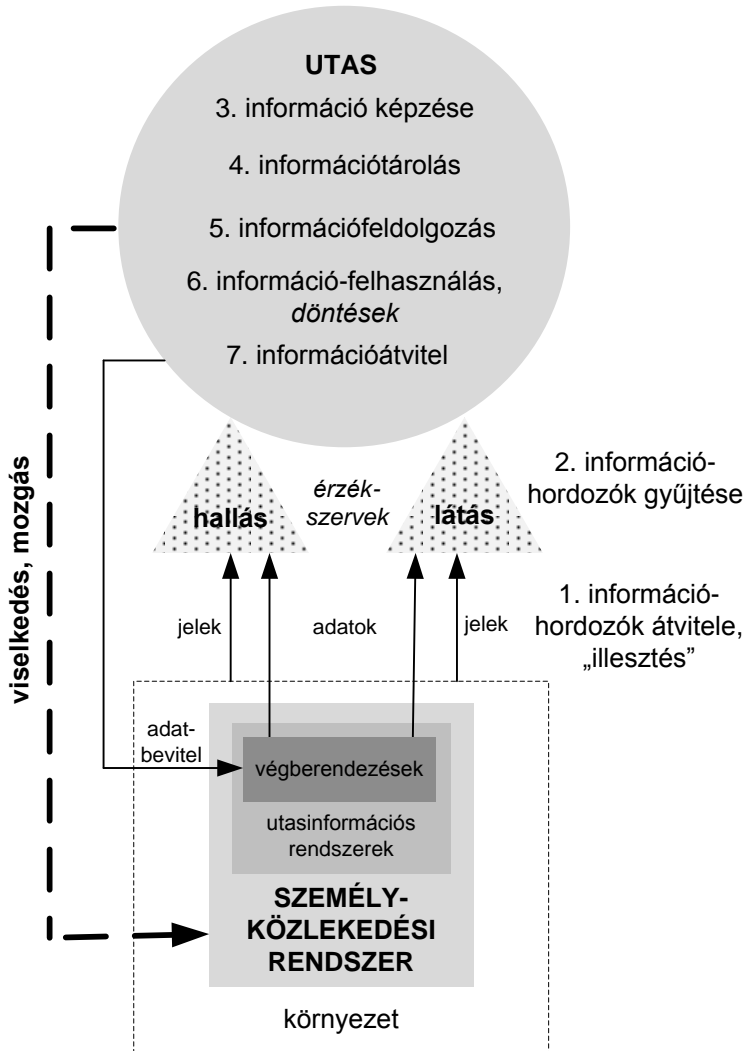 UTAS
3. információ képzése
4. információtárolás
5. információfeldolgozás
6. információ-felhasználás,
döntések
7. információátvitel
viselkedés, mozgás
hallás
érzék-
szervek
látás
2. információ-
hordozók gyűjtése
jelek
adatok
jelek
1. információ-
hordozók átvitele,
„illesztés”
adat-
bevitel
végberendezések
utasinformációs
rendszerek
SZEMÉLY-
KÖZLEKEDÉSI
RENDSZER
környezet